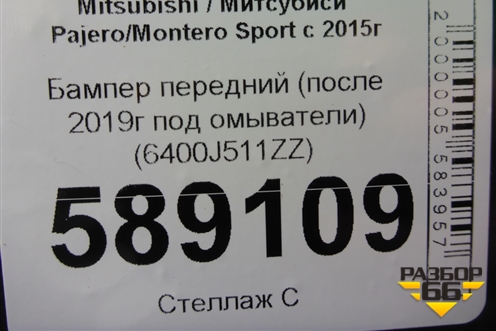 Mitsubishi / Митсубиси
Pajero/Montero Sport с 2015г
Бампер передний (после
2019г под омыватели)
(6400J511ZZ)
589109
Стеллаж С
2000005583957
РАЗБОР
66